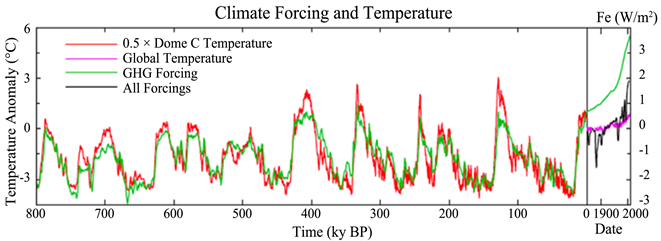 Climate Forcing and Temperature
Fe (W/m²)
Temperature Anomaly (°C)
6
3
0
-3
0.5 × Dome C Temperature
Global Temperature
GHG Forcing
All Forcings
3
2
1
0
-1
-2
-3
800 700 600 500 400 300 200 100 0 1900 2000
Time (ky BP) Date